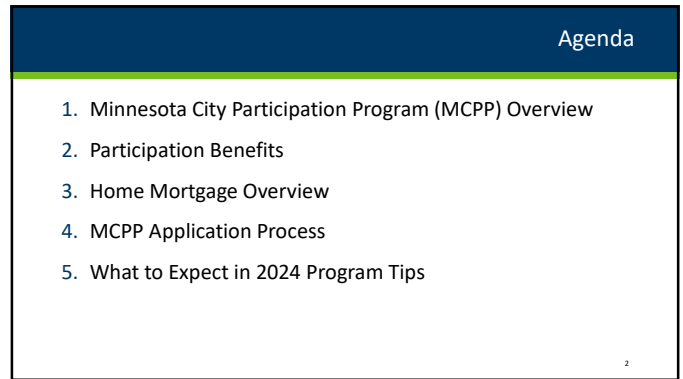 Agenda
1. Minnesota City Participation Program (MCPP) Overview
2. Participation Benefits
3. Home Mortgage Overview
4. MCPP Application Process
5. What to Expect in 2024 Program Tips
2